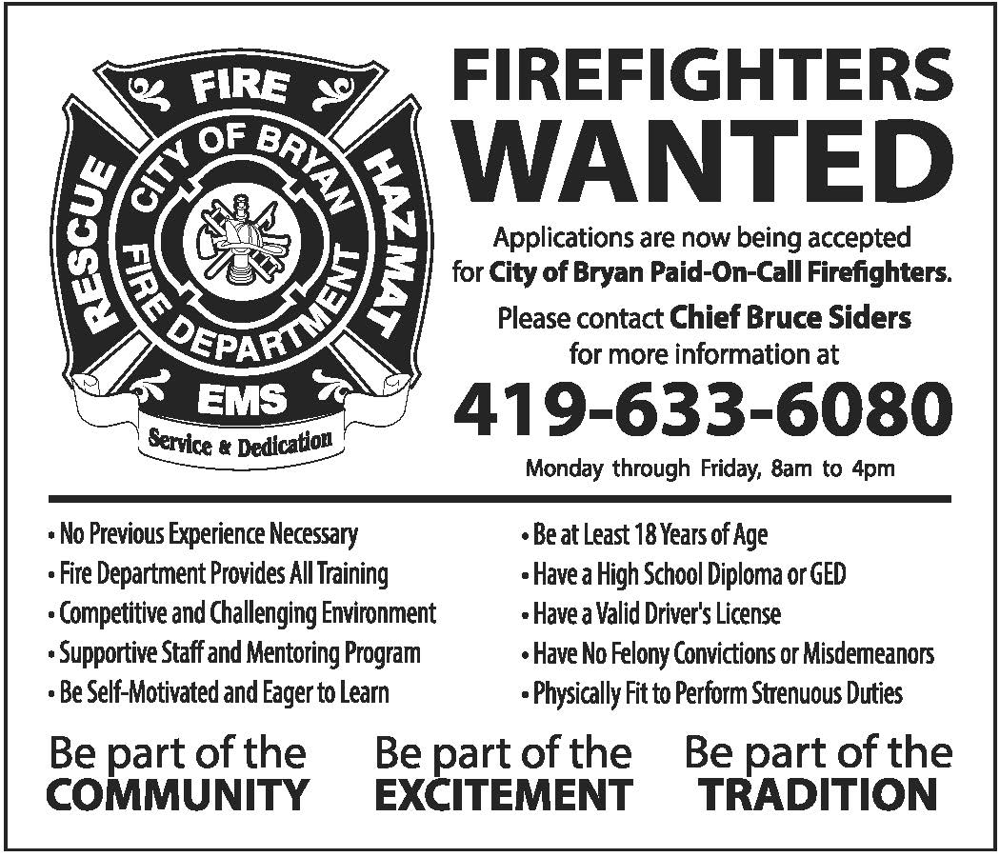 FIRE
RESCUE
HAZ MAT
CITY OF BRYAN
FIRE DEPARTMENT
EMS
Service & Dedication
FIREFIGHTERS
WANTED
Applications are now being accepted
for City of Bryan Paid-On-Call Firefighters.
Please contact Chief Bruce Siders
for more information at
419-633-6080
Monday through Friday, 8am to 4pm
• No Previous Experience Necessary
• Fire Department Provides All Training
• Competitive and Challenging Environment
• Supportive Staff and Mentoring Program
• Be Self-Motivated and Eager to Learn
• Be at Least 18 Years of Age
• Have a High School Diploma or GED
• Have a Valid Driver's License
• Have No Felony Convictions or Misdemeanors
• Physically Fit to Perform Strenuous Duties
Be part of the
COMMUNITY
Be part of the
EXCITEMENT
Be part of the
TRADITION